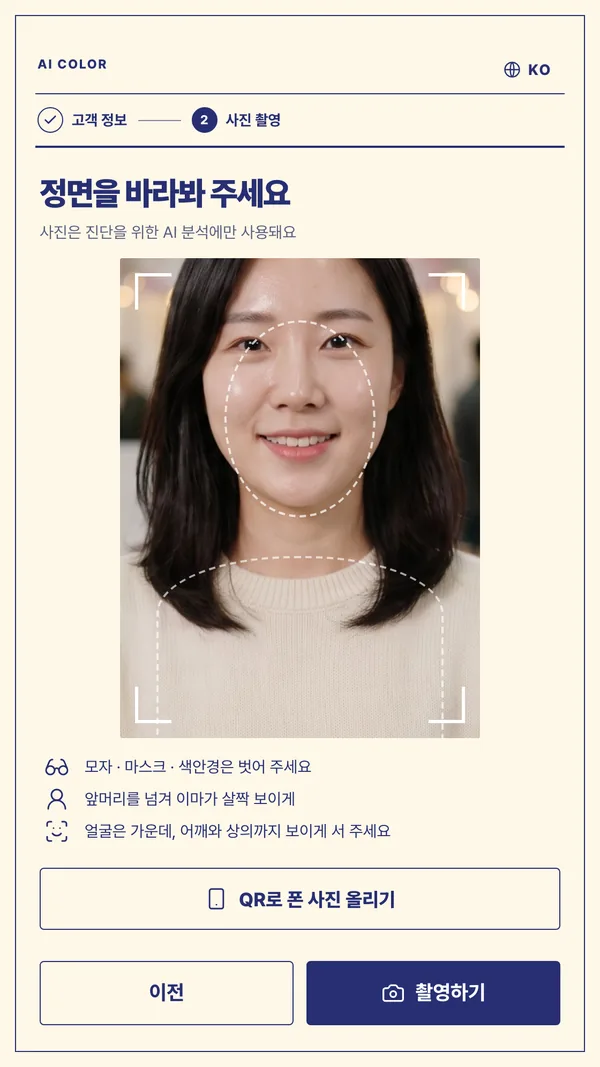 AI COLOR
KO
고객 정보
2 사진 촬영
정면을 바라봐 주세요
사진은 진단을 위한 AI 분석에만 사용돼요
모자 · 마스크 · 색안경은 벗어 주세요
앞머리를 넘겨 이마가 살짝 보이게
얼굴은 가운데, 어깨와 상의까지 보이게 서 주세요
QR로 폰 사진 올리기
이전
촬영하기